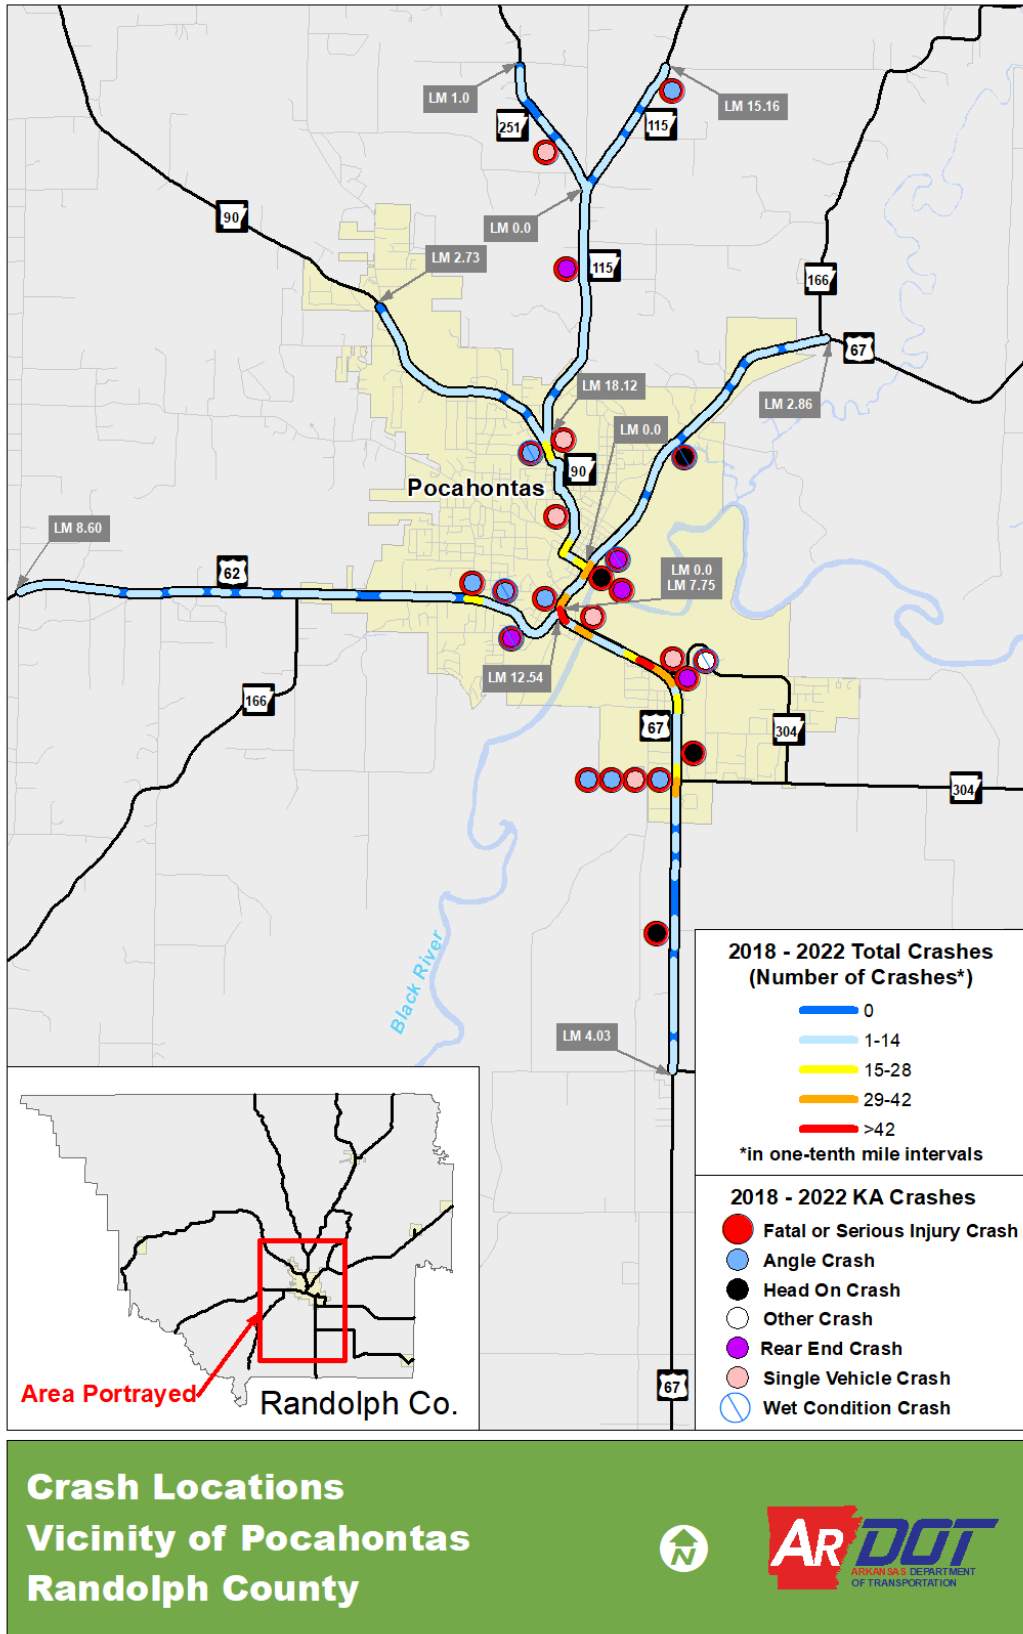 LM 1.0
LM 15.16
251
115
90
LM 0.0
LM 2.73
115
166
67
LM 18.12
LM 2.86
LM 0.0
90
Pocahontas
LM 8.60
62
LM 0.0
LM 7.75
LM 12.54
166
67
304
304
Black River
LM 4.03
67
2018 - 2022 Total Crashes
(Number of Crashes*)
0
1-14
15-28
29-42
>42
*in one-tenth mile intervals
2018 - 2022 KA Crashes
Fatal or Serious Injury Crash
Angle Crash
Head On Crash
Other Crash
Rear End Crash
Single Vehicle Crash
Wet Condition Crash
Area Portrayed
Randolph Co.
Crash Locations
Vicinity of Pocahontas
Randolph County
N
ARDOT
ARKANSAS DEPARTMENT
OF TRANSPORTATION